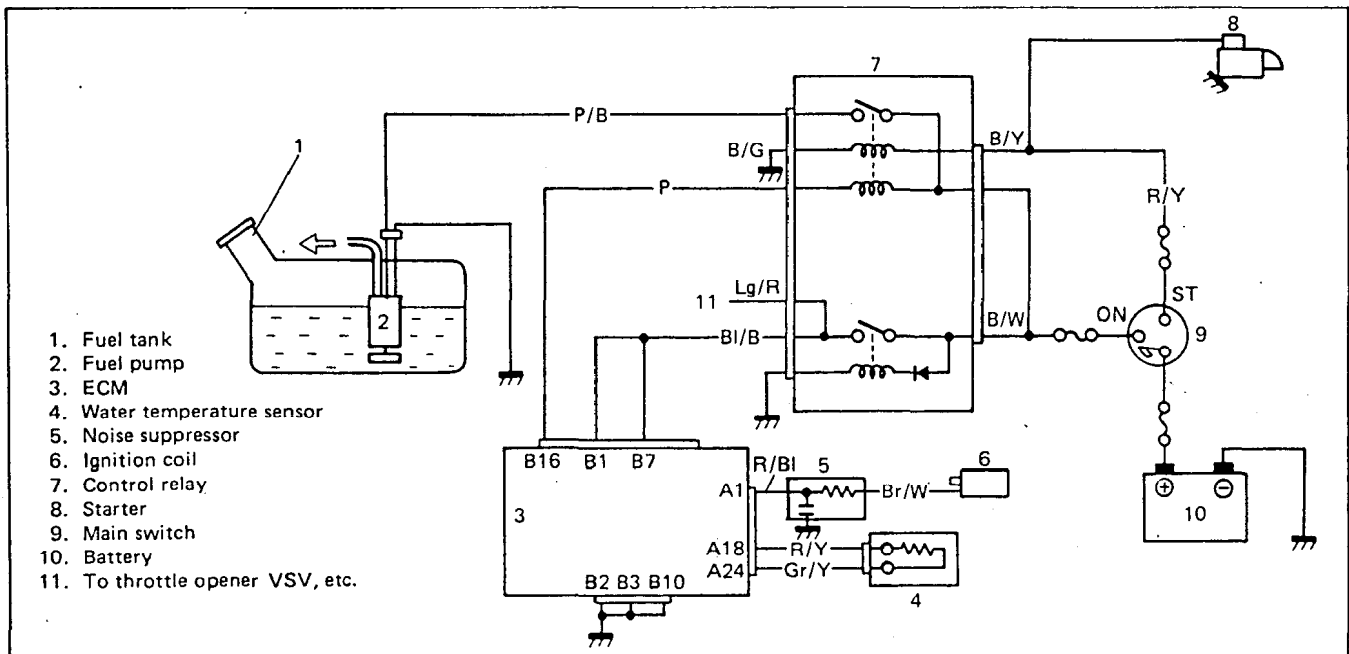 8
7
P/B
B/Y
1
B/G
P
R/Y
Lg/R
11
ST
ON
2
Bl/B
B/W
9
1. Fuel tank
2. Fuel pump
3. ECM
4. Water temperature sensor
5. Noise suppressor
6. Ignition coil
7. Control relay
8. Starter
9. Main switch
10. Battery
11. To throttle opener VSV, etc.
B16 B1 B7
R/Bl 5 6
A1
Br/W
+ −
10
3
A18 R/Y
A24 Gr/Y
B2 B3 B10
4